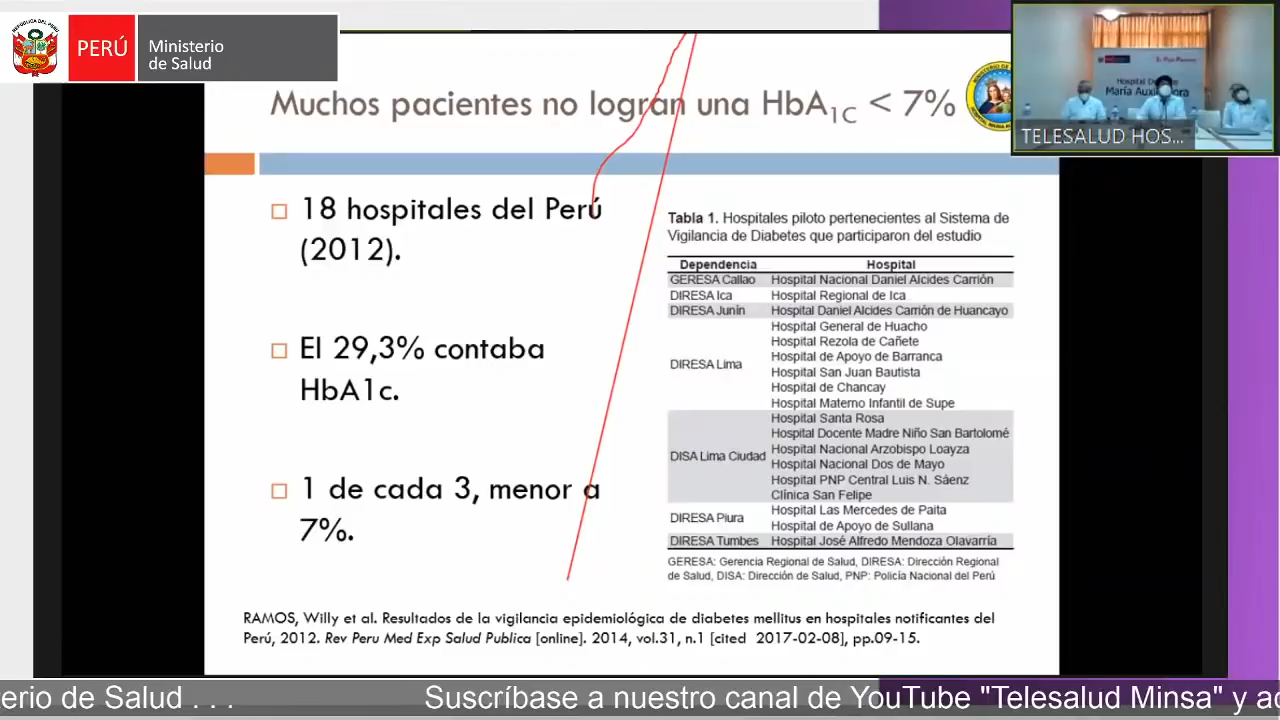 PERÚ
Ministerio
de Salud
Muchos pacientes no logran una HbA1C < 7%
Hospital
María Auxiliadora
TELESALUD HOS...
18 hospitales del Perú
(2012).
El 29,3% contaba
HbA1c.
1 de cada 3, menor a
7%.
Tabla 1. Hospitales piloto pertenecientes al Sistema de
Vigilancia de Diabetes que participaron del estudio
Dependencia Hospital
GERESA Callao Hospital Nacional Daniel Alcides Carrión
DIRESA Ica Hospital Regional de Ica
DIRESA Junín Hospital Daniel Alcides Carrión de Huancayo
Hospital General de Huacho
Hospital Rezola de Cañete
Hospital de Apoyo de Barranca
DIRESA Lima
Hospital San Juan Bautista
Hospital de Chancay
Hospital Materno Infantil de Supe
Hospital Santa Rosa
Hospital Docente Madre Niño San Bartolomé
Hospital Nacional Arzobispo Loayza
DISA Lima Ciudad
Hospital Nacional Dos de Mayo
Hospital PNP Central Luis N. Sáenz
Clínica San Felipe
Hospital Las Mercedes de Paita
DIRESA Piura
Hospital de Apoyo de Sullana
DIRESA Tumbes Hospital José Alfredo Mendoza Olavarría
GERESA: Gerencia Regional de Salud, DIRESA: Dirección Regional
de Salud, DISA: Dirección de Salud, PNP: Policía Nacional del Perú
RAMOS, Willy et al. Resultados de la vigilancia epidemiológica de diabetes mellitus en hospitales notificantes del
Perú, 2012. Rev Peru Med Exp Salud Publica [online]. 2014, vol.31, n.1 [cited 2017-02-08], pp.09-15.
erio de Salud . . . Suscríbase a nuestro canal de YouTube "Telesalud Minsa" y ac